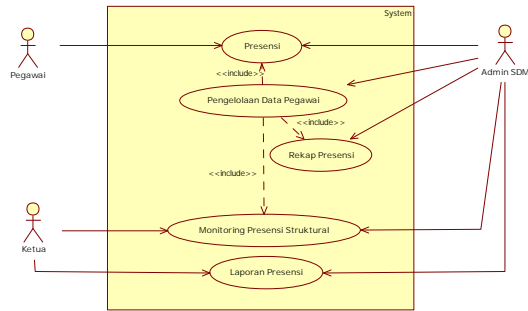 System
Presensi
Pegawai
Admin SDM
<<include>>
Pengelolaan Data Pegawai
<<include>>
Rekap Presensi
<<include>>
Monitoring Presensi Struktural
Ketua
Laporan Presensi